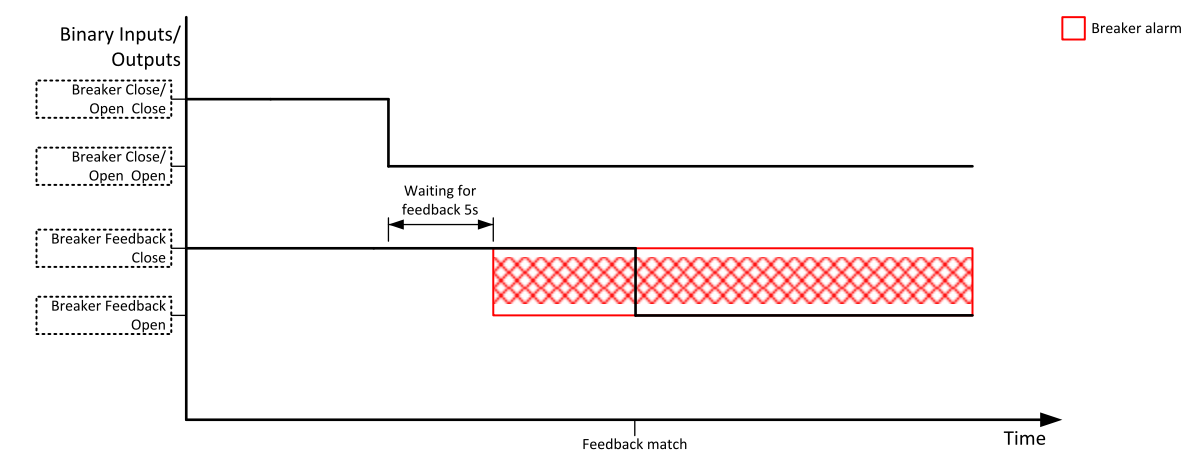 Binary Inputs/
Outputs
Breaker alarm
Breaker Close/
Open Close
Breaker Close/
Open Open
Waiting for
feedback 5s
Breaker Feedback
Close
Breaker Feedback
Open
Feedback match
Time